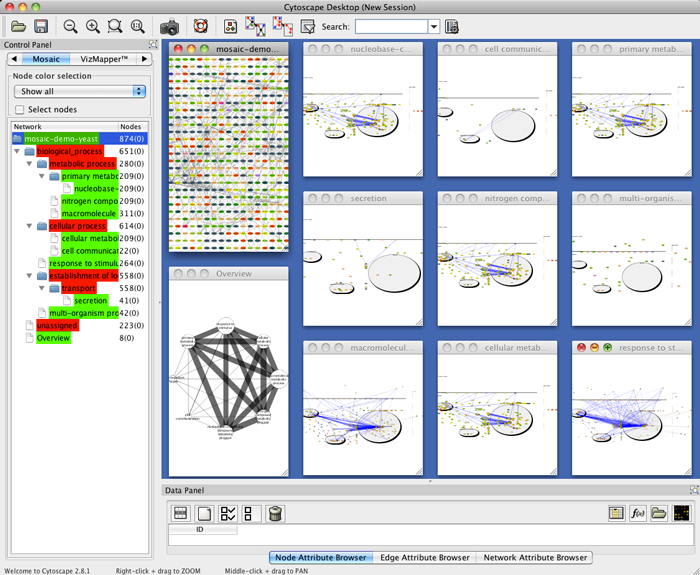 Cytoscape Desktop (New Session)
Search:
Control Panel
Mosaic VizMapper™
Node color selection
Show all
Select nodes
Network Nodes
mosaic-demo-yeast 874(0)
biological_process 651(0)
metabolic process 280(0)
primary metabo 209(0)
nucleobase- 209(0)
nitrogen compo 209(0)
macromolecule 311(0)
cellular process 614(0)
cellular metabo 209(0)
cell communicat 22(0)
response to stimulu 264(0)
establishment of lo 558(0)
transport 558(0)
secretion 41(0)
multi-organism pro 42(0)
unassigned 223(0)
Overview 8(0)
mosaic-demo...
nucleobase-c...
cell communic...
primary metab...
secretion
nitrogen comp...
multi-organis...
Overview
macromolecul...
cellular metab...
response to st...
Data Panel
f(x)
ID
Node Attribute Browser Edge Attribute Browser Network Attribute Browser
Welcome to Cytoscape 2.8.1 Right-click + drag to ZOOM Middle-click + drag to PAN